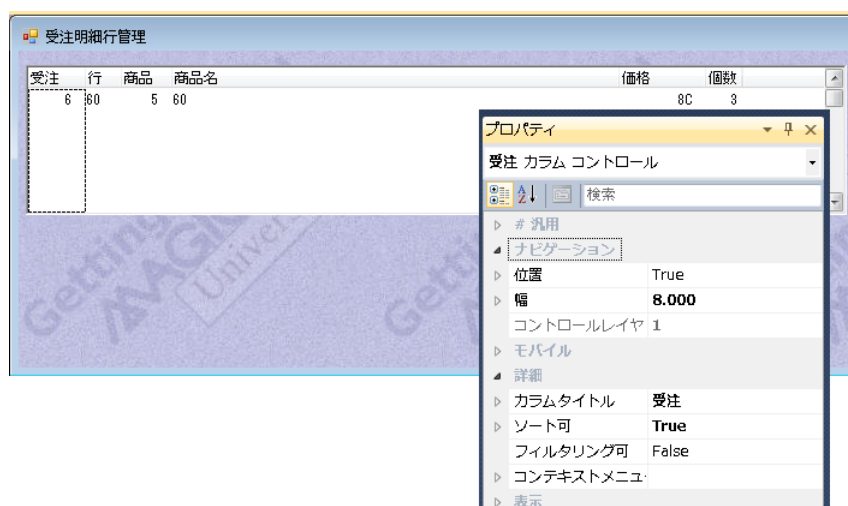 受注明細行管理
受注 行 商品 商品名 価格 個数
6 60 5 60 8C 3
プロパティ
受注 カラム コントロール
検索
# 汎用
ナビゲーション
位置 True
幅 8.000
コントロールレイヤ 1
モバイル
詳細
カラムタイトル 受注
ソート可 True
フィルタリング可 False
コンテキストメニュ
表示
Getting
MAGIC
Univer
Getting